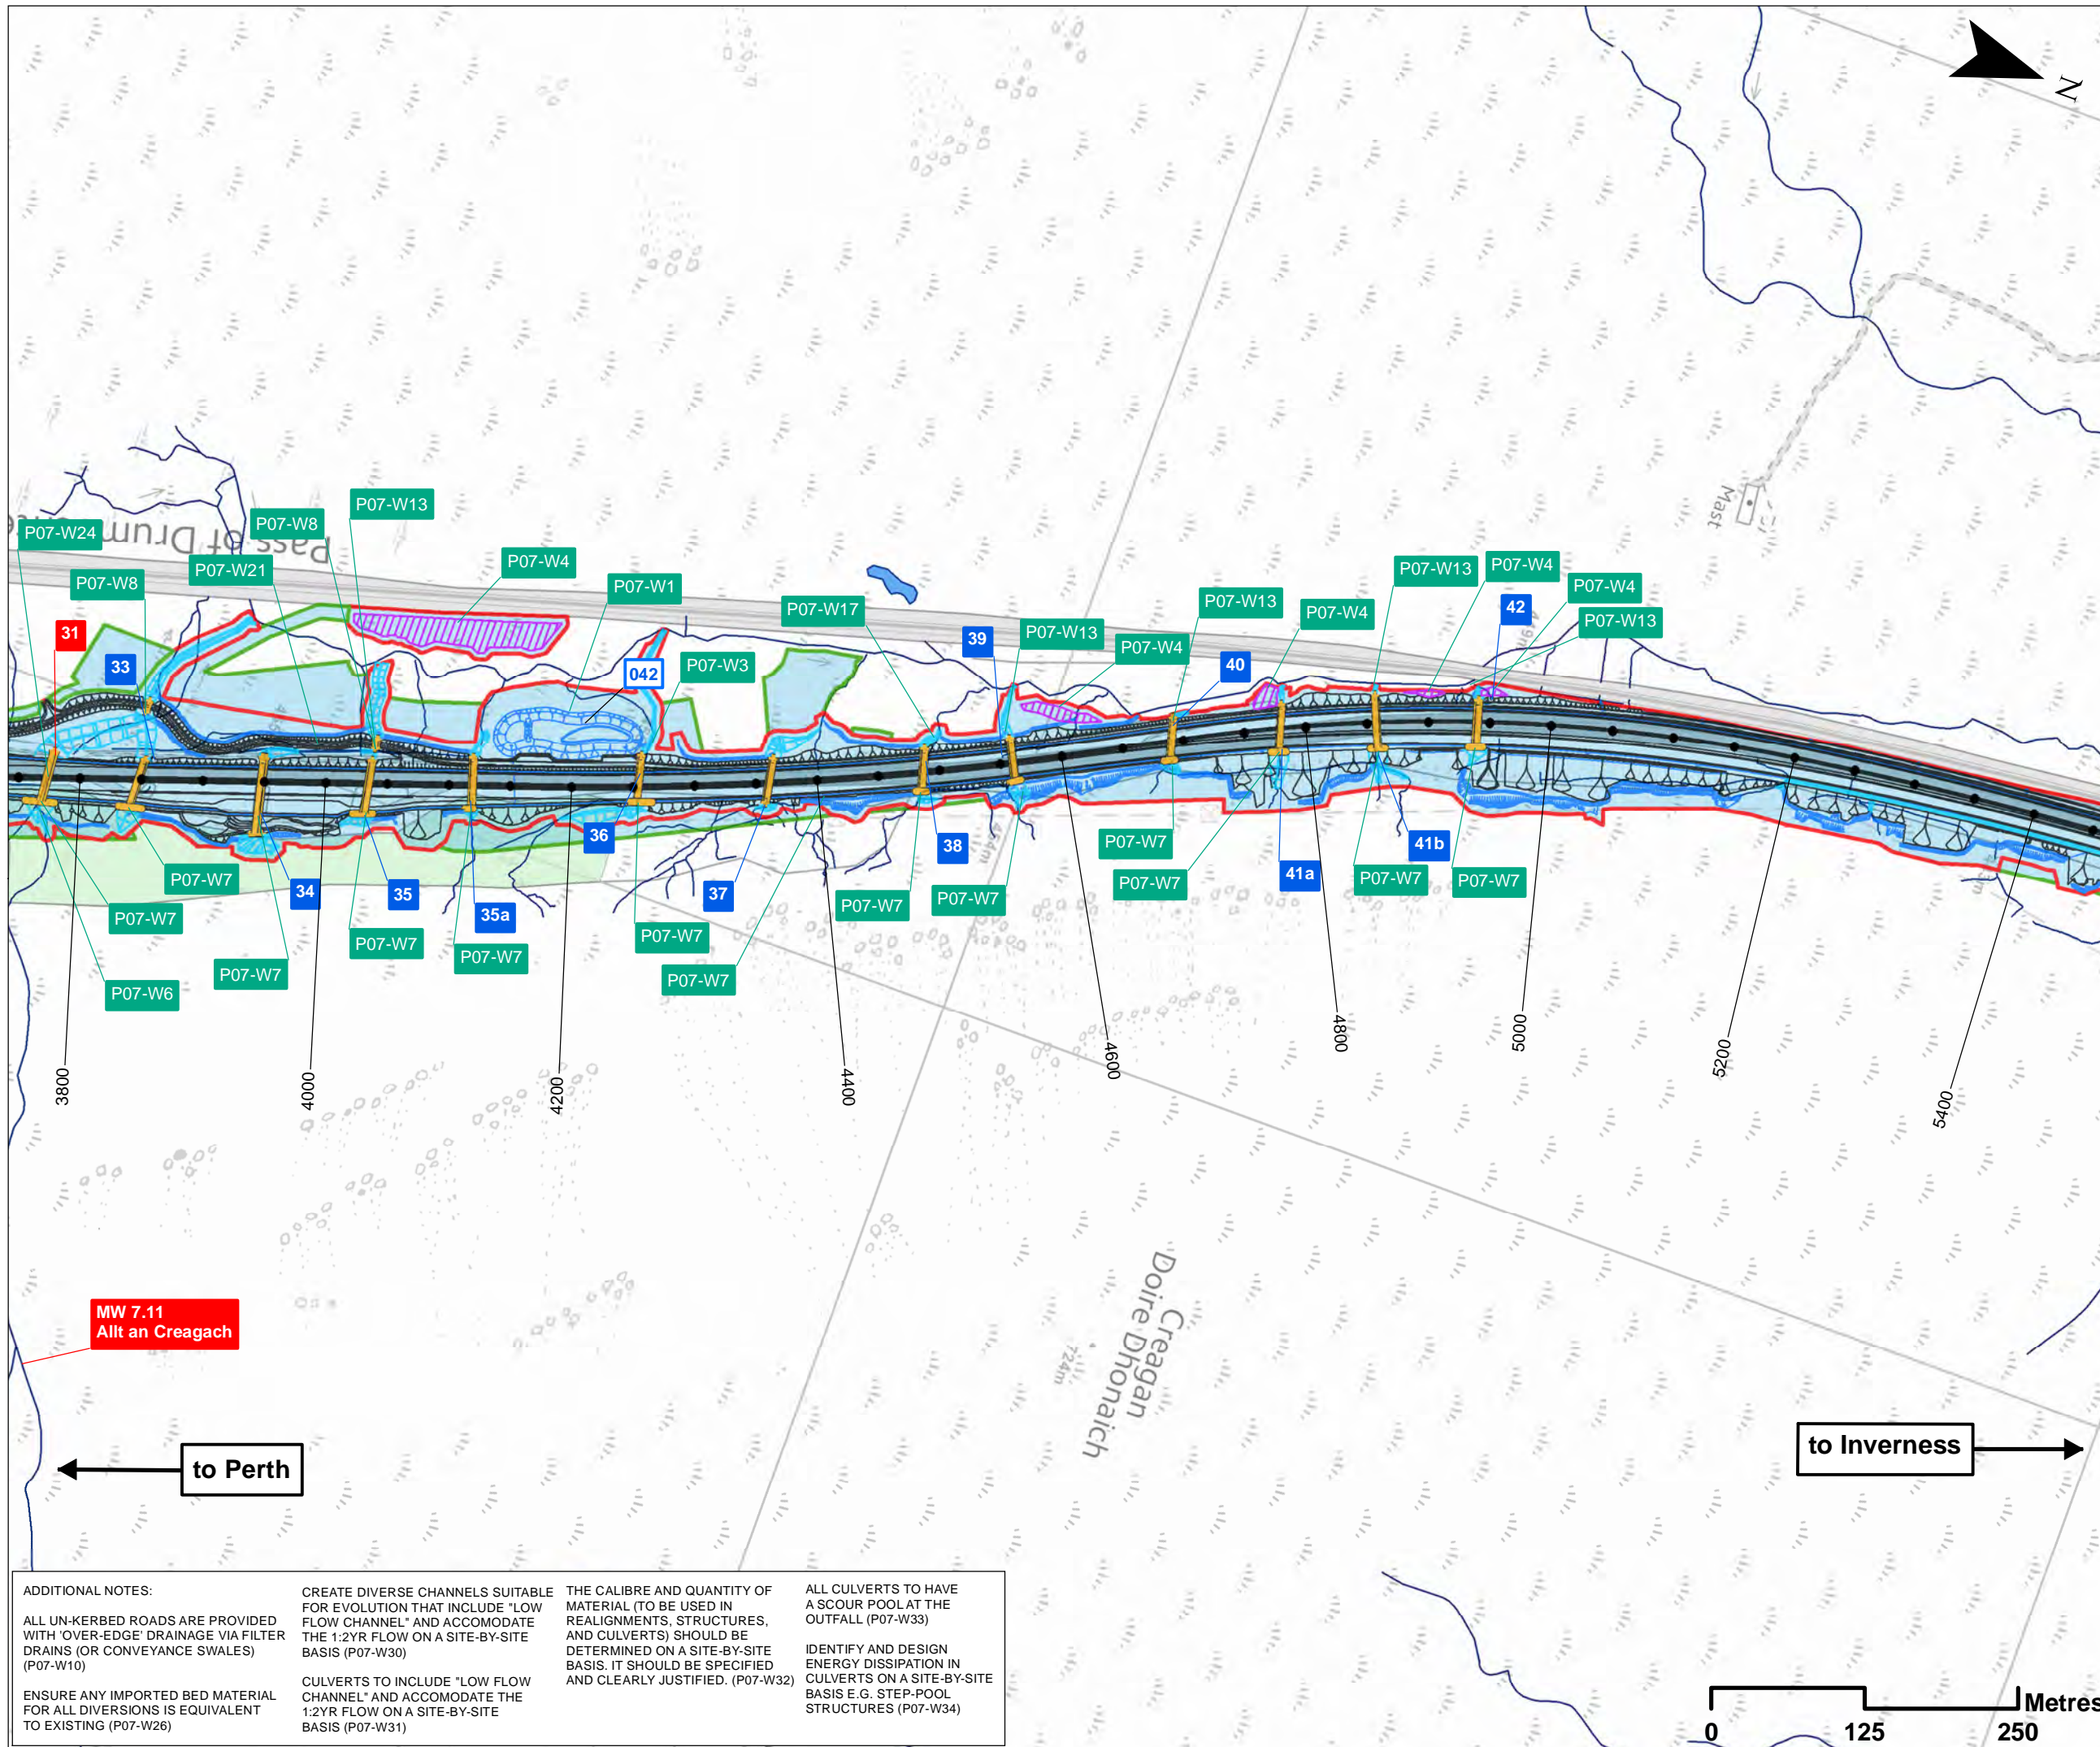 N
Mast
Pass of Drum
P07-W24
P07-W8
P07-W13
P07-W21
P07-W8
P07-W4
P07-W1
P07-W17
P07-W3
042
31
33
39
P07-W13
P07-W4
P07-W13
40
P07-W4
P07-W13
P07-W4
42
P07-W4
P07-W13
36
38
37
34
35
35a
41a
41b
P07-W7
P07-W7
P07-W6
P07-W7
P07-W7
P07-W7
P07-W7
P07-W7
P07-W7
P07-W7
P07-W7
P07-W7
P07-W7
P07-W7
3800
4000
4200
4400
4600
4800
5000
5200
5400
Creagan
Doire Dhonaich
724m
MW 7.11
Allt an Creagach
to Perth
to Inverness
ADDITIONAL NOTES:
ALL UN-KERBED ROADS ARE PROVIDED
WITH 'OVER-EDGE' DRAINAGE VIA FILTER
DRAINS (OR CONVEYANCE SWALES)
(P07-W10)
ENSURE ANY IMPORTED BED MATERIAL
FOR ALL DIVERSIONS IS EQUIVALENT
TO EXISTING (P07-W26)
CREATE DIVERSE CHANNELS SUITABLE
FOR EVOLUTION THAT INCLUDE "LOW
FLOW CHANNEL" AND ACCOMODATE
THE 1:2YR FLOW ON A SITE-BY-SITE
BASIS (P07-W30)
CULVERTS TO INCLUDE "LOW FLOW
CHANNEL" AND ACCOMODATE THE
1:2YR FLOW ON A SITE-BY-SITE
BASIS (P07-W31)
THE CALIBRE AND QUANTITY OF
MATERIAL (TO BE USED IN
REALIGNMENTS, STRUCTURES,
AND CULVERTS) SHOULD BE
DETERMINED ON A SITE-BY-SITE
BASIS. IT SHOULD BE SPECIFIED
AND CLEARLY JUSTIFIED. (P07-W32)
ALL CULVERTS TO HAVE
A SCOUR POOL AT THE
OUTFALL (P07-W33)
IDENTIFY AND DESIGN
ENERGY DISSIPATION IN
CULVERTS ON A SITE-BY-SITE
BASIS E.G. STEP-POOL
STRUCTURES (P07-W34)
Metres
0 125 250